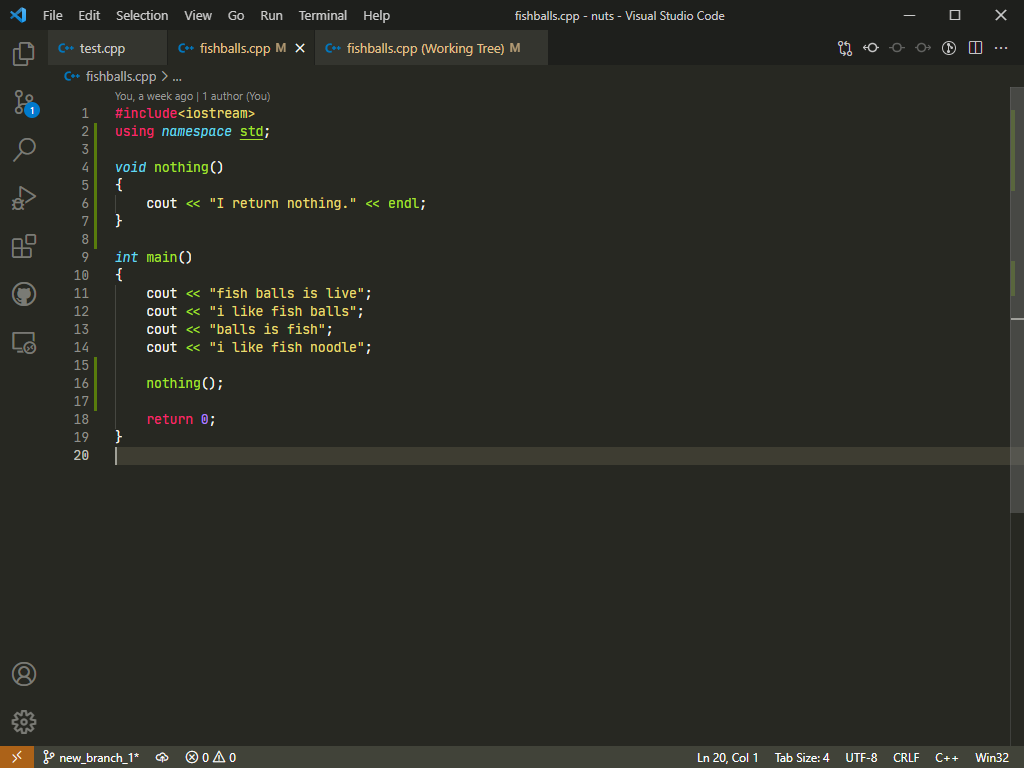 File Edit Selection View Go Run Terminal Help fishballs.cpp - nuts - Visual Studio Code
C++ test.cpp C++ fishballs.cpp M C++ fishballs.cpp (Working Tree) M
C++ fishballs.cpp > ...
You, a week ago | 1 author (You)
1 #include<iostream>
2 using namespace std;
3
4 void nothing()
5 {
6 cout << "I return nothing." << endl;
7 }
8
9 int main()
10 {
11 cout << "fish balls is live";
12 cout << "i like fish balls";
13 cout << "balls is fish";
14 cout << "i like fish noodle";
15
16 nothing();
17
18 return 0;
19 }
20
1
new_branch_1* 0 0 Ln 20, Col 1 Tab Size: 4 UTF-8 CRLF C++ Win32